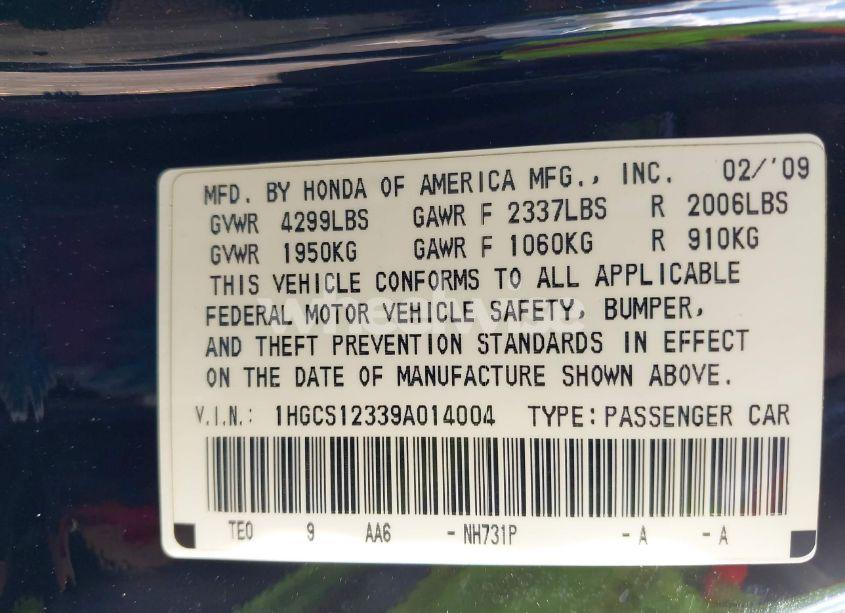 MFD. BY HONDA OF AMERICA MFG., INC. 02/'09
GVWR 4299LBS GAWR F 2337LBS R 2006LBS
GVWR 1950KG GAWR F 1060KG R 910KG
THIS VEHICLE CONFORMS TO ALL APPLICABLE
FEDERAL MOTOR VEHICLE SAFETY, BUMPER,
AND THEFT PREVENTION STANDARDS IN EFFECT
ON THE DATE OF MANUFACTURE SHOWN ABOVE.
V.I.N.: 1HGCS12339A014004 TYPE: PASSENGER CAR
TE0 9 AA6 - NH731P - A - A